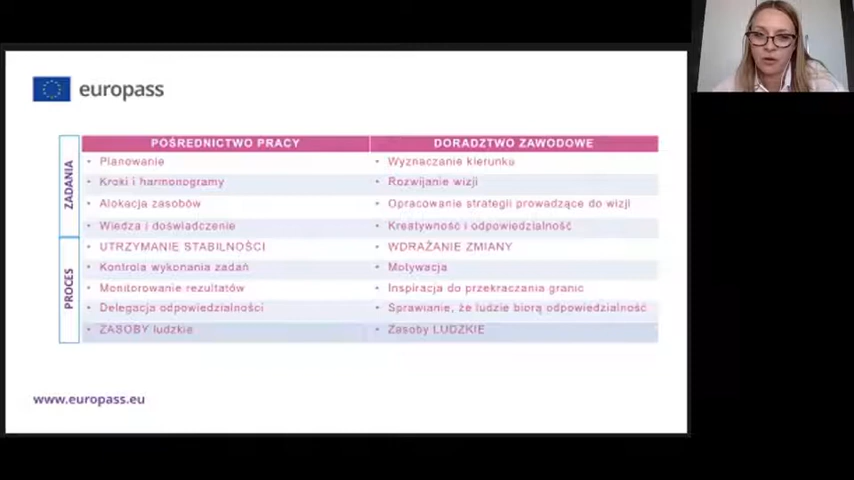 europass
POŚREDNICTWO PRACY
DORADZTWO ZAWODOWE
ZADANIA
Planowanie
Wyznaczanie kierunku
Kroki i harmonogramy
Rozwijanie wizji
Alokacja zasobów
Opracowanie strategii prowadzące do wizji
Wiedza i doświadczenie
Kreatywność i odpowiedzialność
PROCES
UTRZYMANIE STABILNOŚCI
WDRAŻANIE ZMIANY
Kontrola wykonania zadań
Motywacja
Monitorowanie rezultatów
Inspiracja do przekraczania granic
Delegacja odpowiedzialności
Sprawianie, że ludzie biorą odpowiedzialność
ZASOBY ludzkie
Zasoby LUDZKIE
www.europass.eu